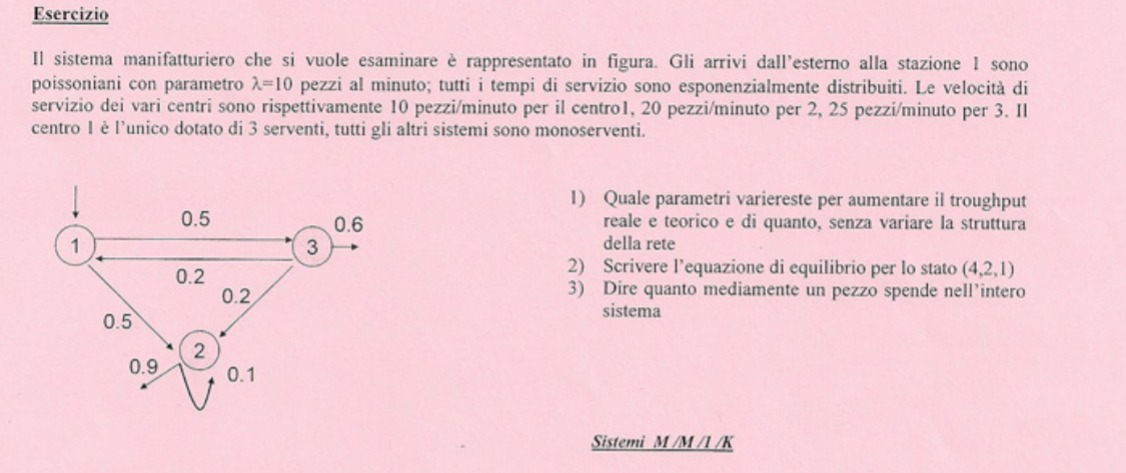 Esercizio
Il sistema manifatturiero che si vuole esaminare è rappresentato in figura. Gli arrivi dall'esterno alla stazione 1 sono
poissoniani con parametro λ=10 pezzi al minuto; tutti i tempi di servizio sono esponenzialmente distribuiti. Le velocità di
servizio dei vari centri sono rispettivamente 10 pezzi/minuto per il centro1, 20 pezzi/minuto per 2, 25 pezzi/minuto per 3. Il
centro 1 è l'unico dotato di 3 serventi, tutti gli altri sistemi sono monoserventi.
0.5
0.6
1
3
0.2
0.2
0.5
2
0.9
0.1
1) Quale parametri variereste per aumentare il troughput
reale e teorico e di quanto, senza variare la struttura
della rete
2) Scrivere l'equazione di equilibrio per lo stato (4,2,1)
3) Dire quanto mediamente un pezzo spende nell'intero
sistema
Sistemi M/M/1/K